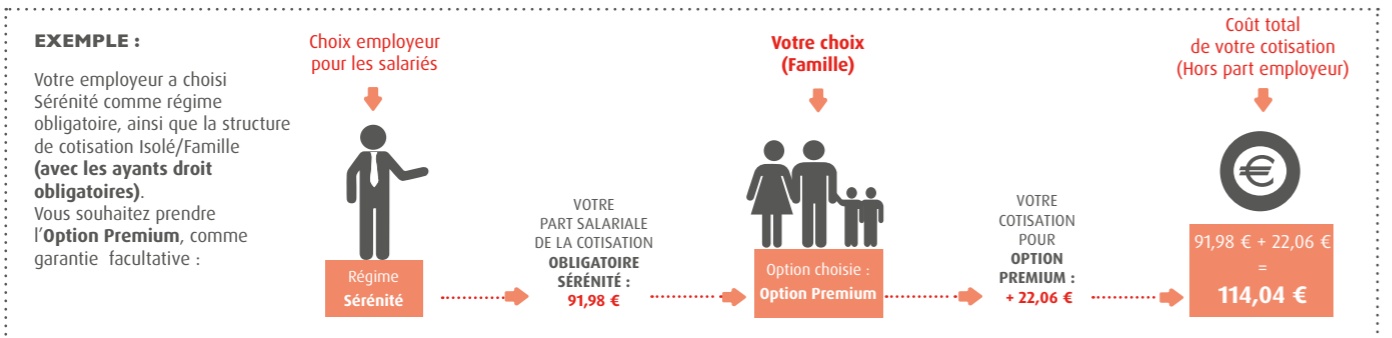 EXEMPLE :
Votre employeur a choisi
Sérénité comme régime
obligatoire, ainsi que la structure
de cotisation Isolé/Famille
(avec les ayants droit
obligatoires).
Vous souhaitez prendre
l'Option Premium, comme
garantie facultative :
Choix employeur
pour les salariés
Régime
Sérénité
VOTRE
PART SALARIALE
DE LA COTISATION
OBLIGATOIRE
SÉRÉNITÉ :
91,98 €
Votre choix
(Famille)
Option choisie :
Option Premium
VOTRE
COTISATION
POUR
OPTION
PREMIUM :
+ 22,06 €
Coût total
de votre cotisation
(Hors part employeur)
€
91,98 € + 22,06 €
=
114,04 €